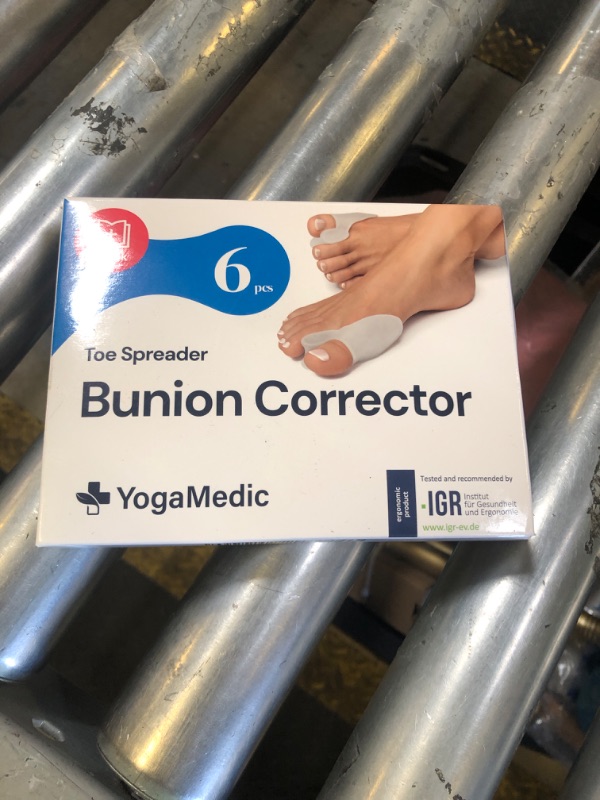 6 pcs
Toe Spreader
Bunion Corrector
YogaMedic
ergonomic
product
Tested and recommended by
IGR
Institut
für Gesundheit
und Ergonomie
www.igr-ev.de